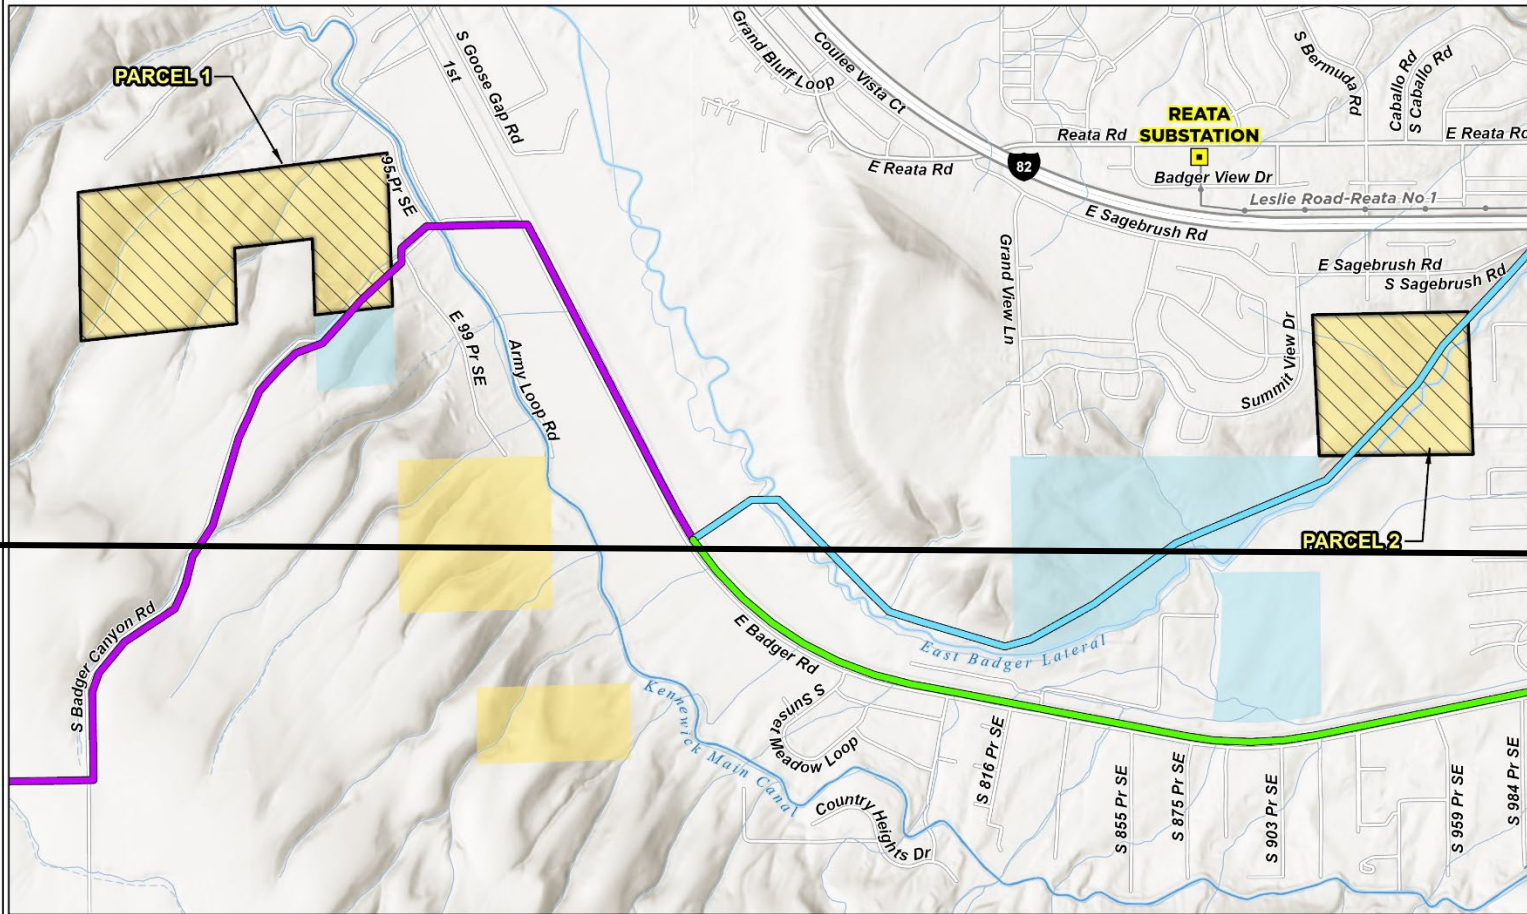 PARCEL 1
S Goose Gap Rd
1st
Grand Bluff Loop
Coulee Vista Ct
E Reata Rd
82
REATA
SUBSTATION
Reata Rd
Badger View Dr
Leslie Road-Reata No 1
S Bermuda Rd
Caballo Rd
S Caballo Rd
E Reata Rd
95 Pr SE
E Sagebrush Rd
E Sagebrush Rd
S Sagebrush Rd
Grand View Ln
Summit View Dr
E 99 Pr SE
Army Loop Rd
PARCEL 2
S Badger Canyon Rd
E Badger Rd
East Badger Lateral
Kennewick Main Canal
S Sunset Meadow Loop
Country Heights Dr
S 816 Pr SE
S 855 Pr SE
S 875 Pr SE
S 903 Pr SE
S 959 Pr SE
S 984 Pr SE